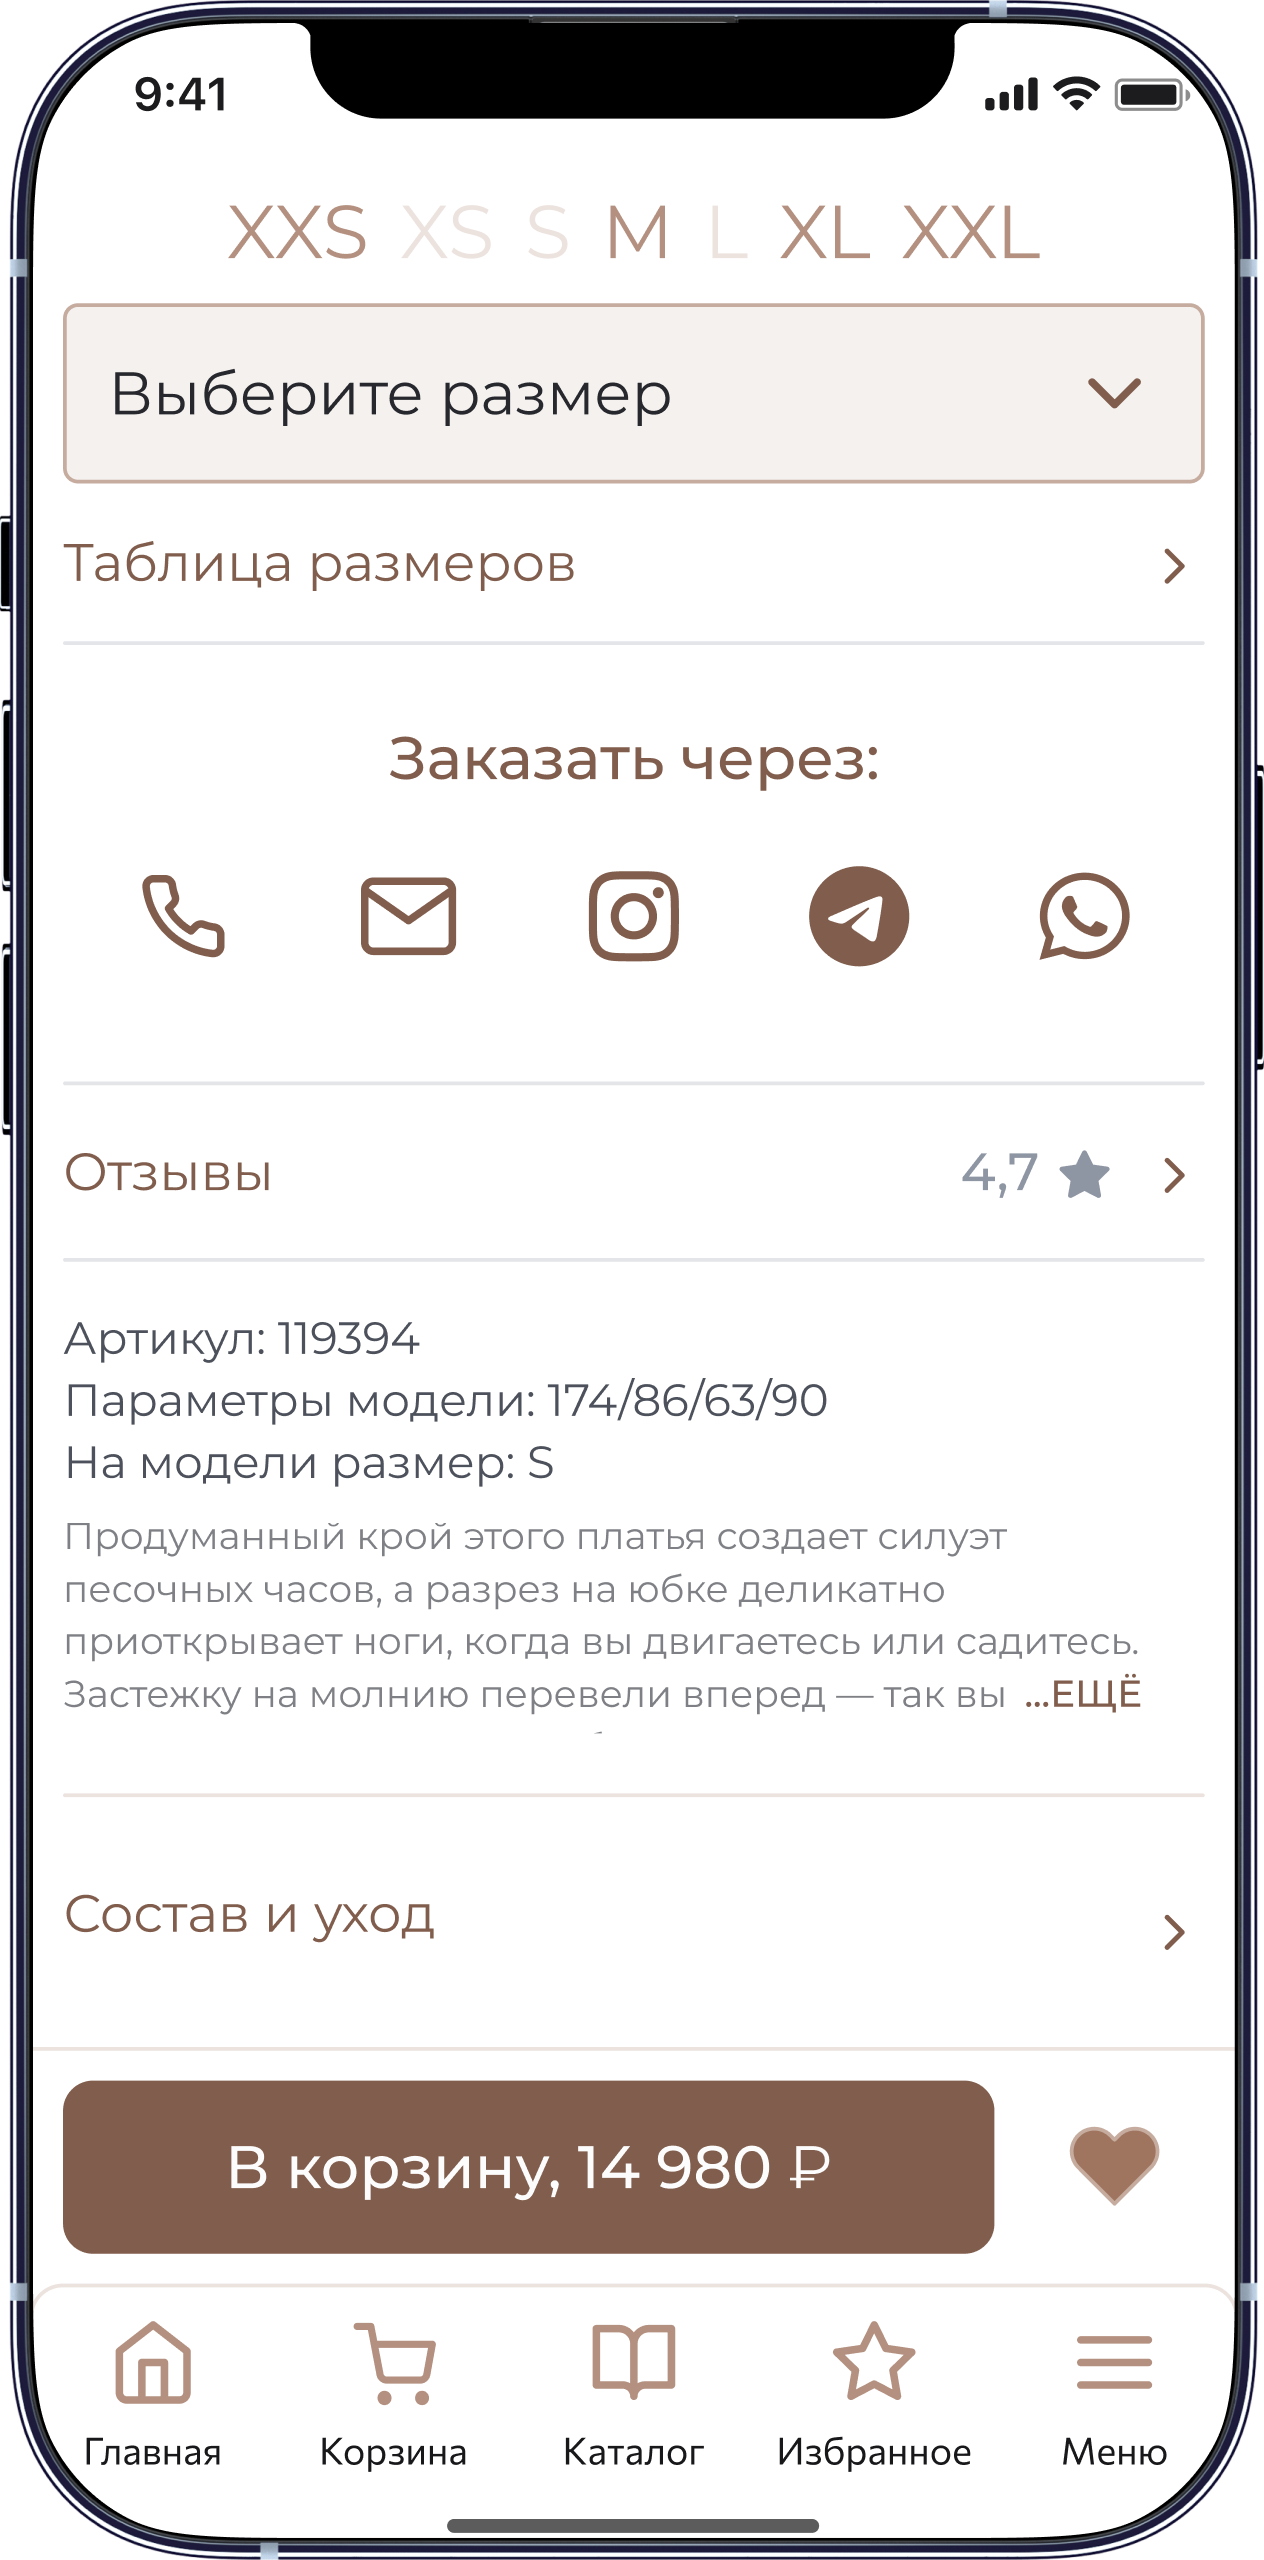 9:41
XXS XS S M L XL XXL
Выберите размер
Таблица размеров
Заказать через:
Отзывы 4,7
Артикул: 119394
Параметры модели: 174/86/63/90
На модели размер: S
Продуманный крой этого платья создает силуэт
песочных часов, а разрез на юбке деликатно
приоткрывает ноги, когда вы двигаетесь или садитесь.
Застежку на молнию перевели вперед — так вы ...ЕЩЁ
Состав и уход
В корзину, 14 980 ₽
Главная Корзина Каталог Избранное Меню